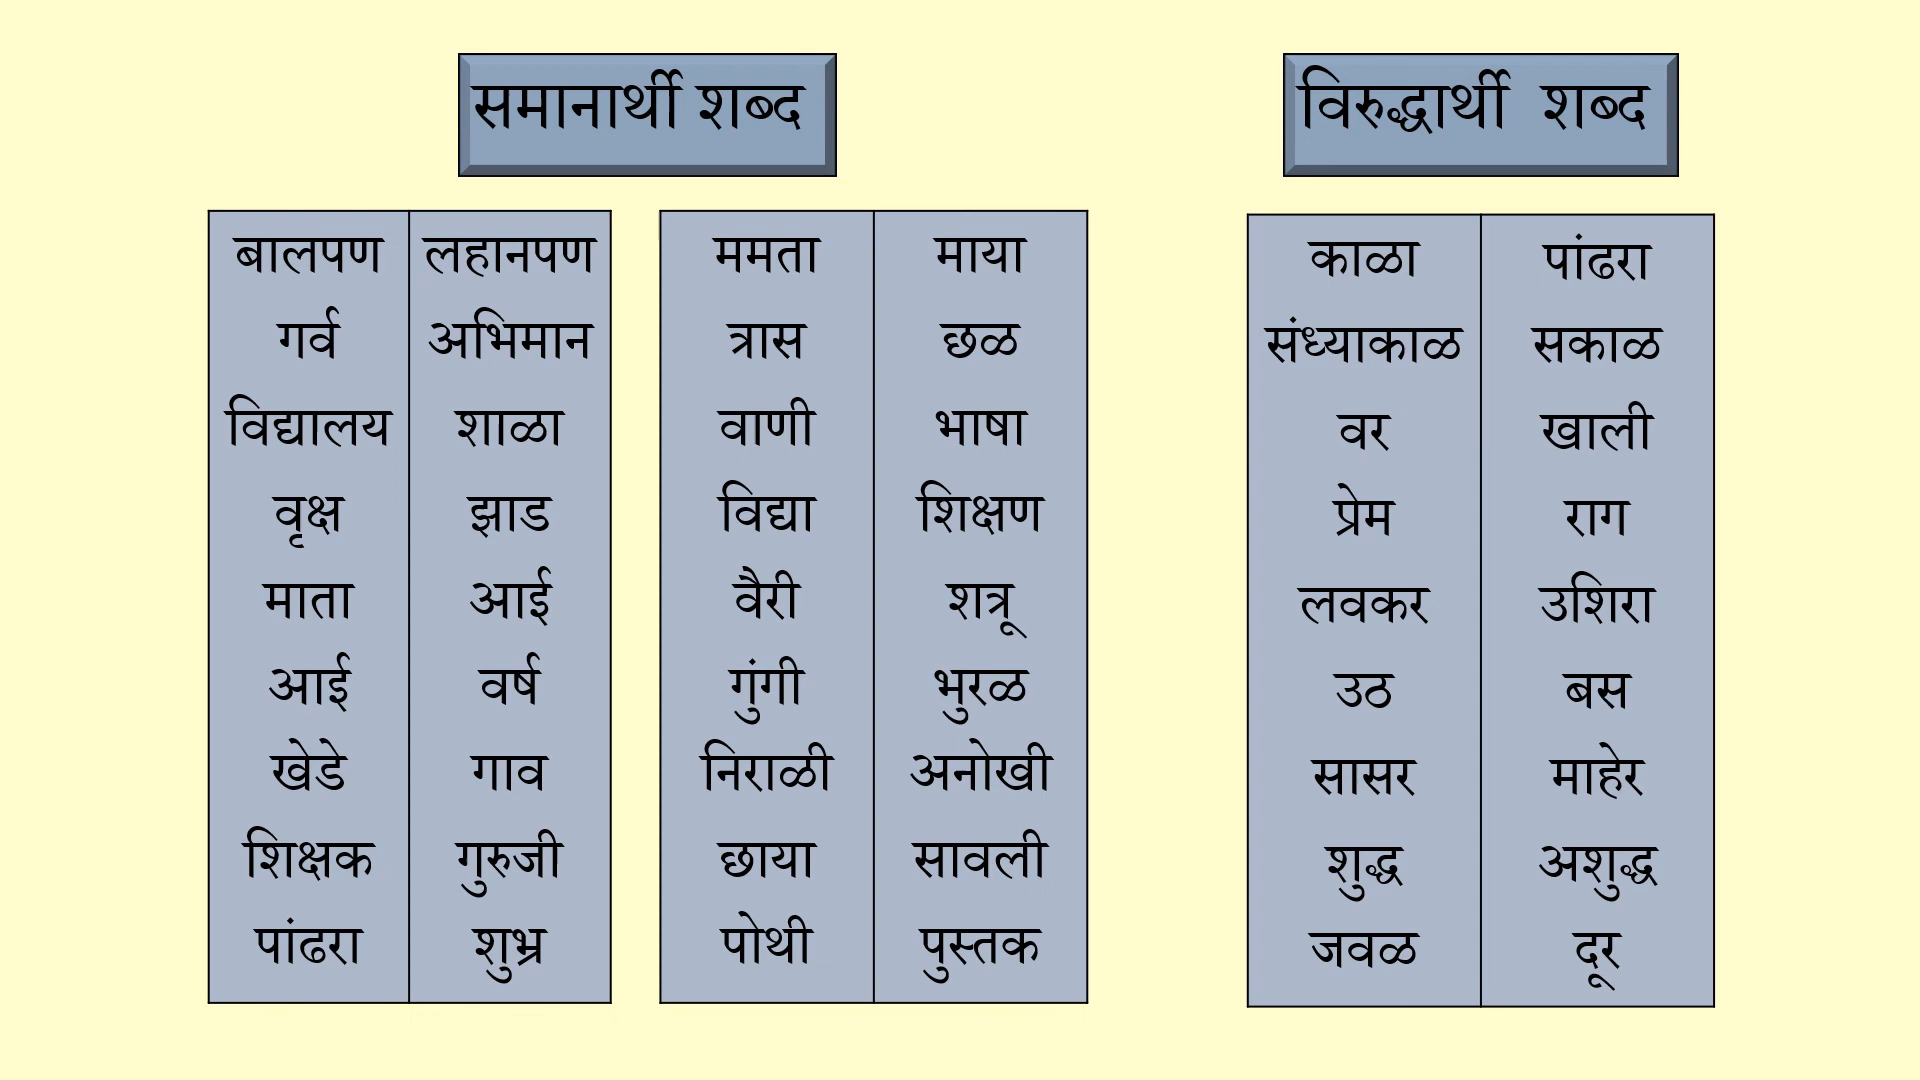 समानार्थी शब्द
बालपण लहानपण
गर्व अभिमान
विद्यालय शाळा
वृक्ष झाड
माता आई
आई वर्ष
खेडे गाव
शिक्षक गुरुजी
पांढरा शुभ्र
ममता माया
त्रास छळ
वाणी भाषा
विद्या शिक्षण
वैरी शत्रू
गुंगी भुरळ
निराळी अनोखी
छाया सावली
पोथी पुस्तक
विरुद्धार्थी शब्द
काळा पांढरा
संध्याकाळ सकाळ
वर खाली
प्रेम राग
लवकर उशिरा
उठ बस
सासर माहेर
शुद्ध अशुद्ध
जवळ दूर